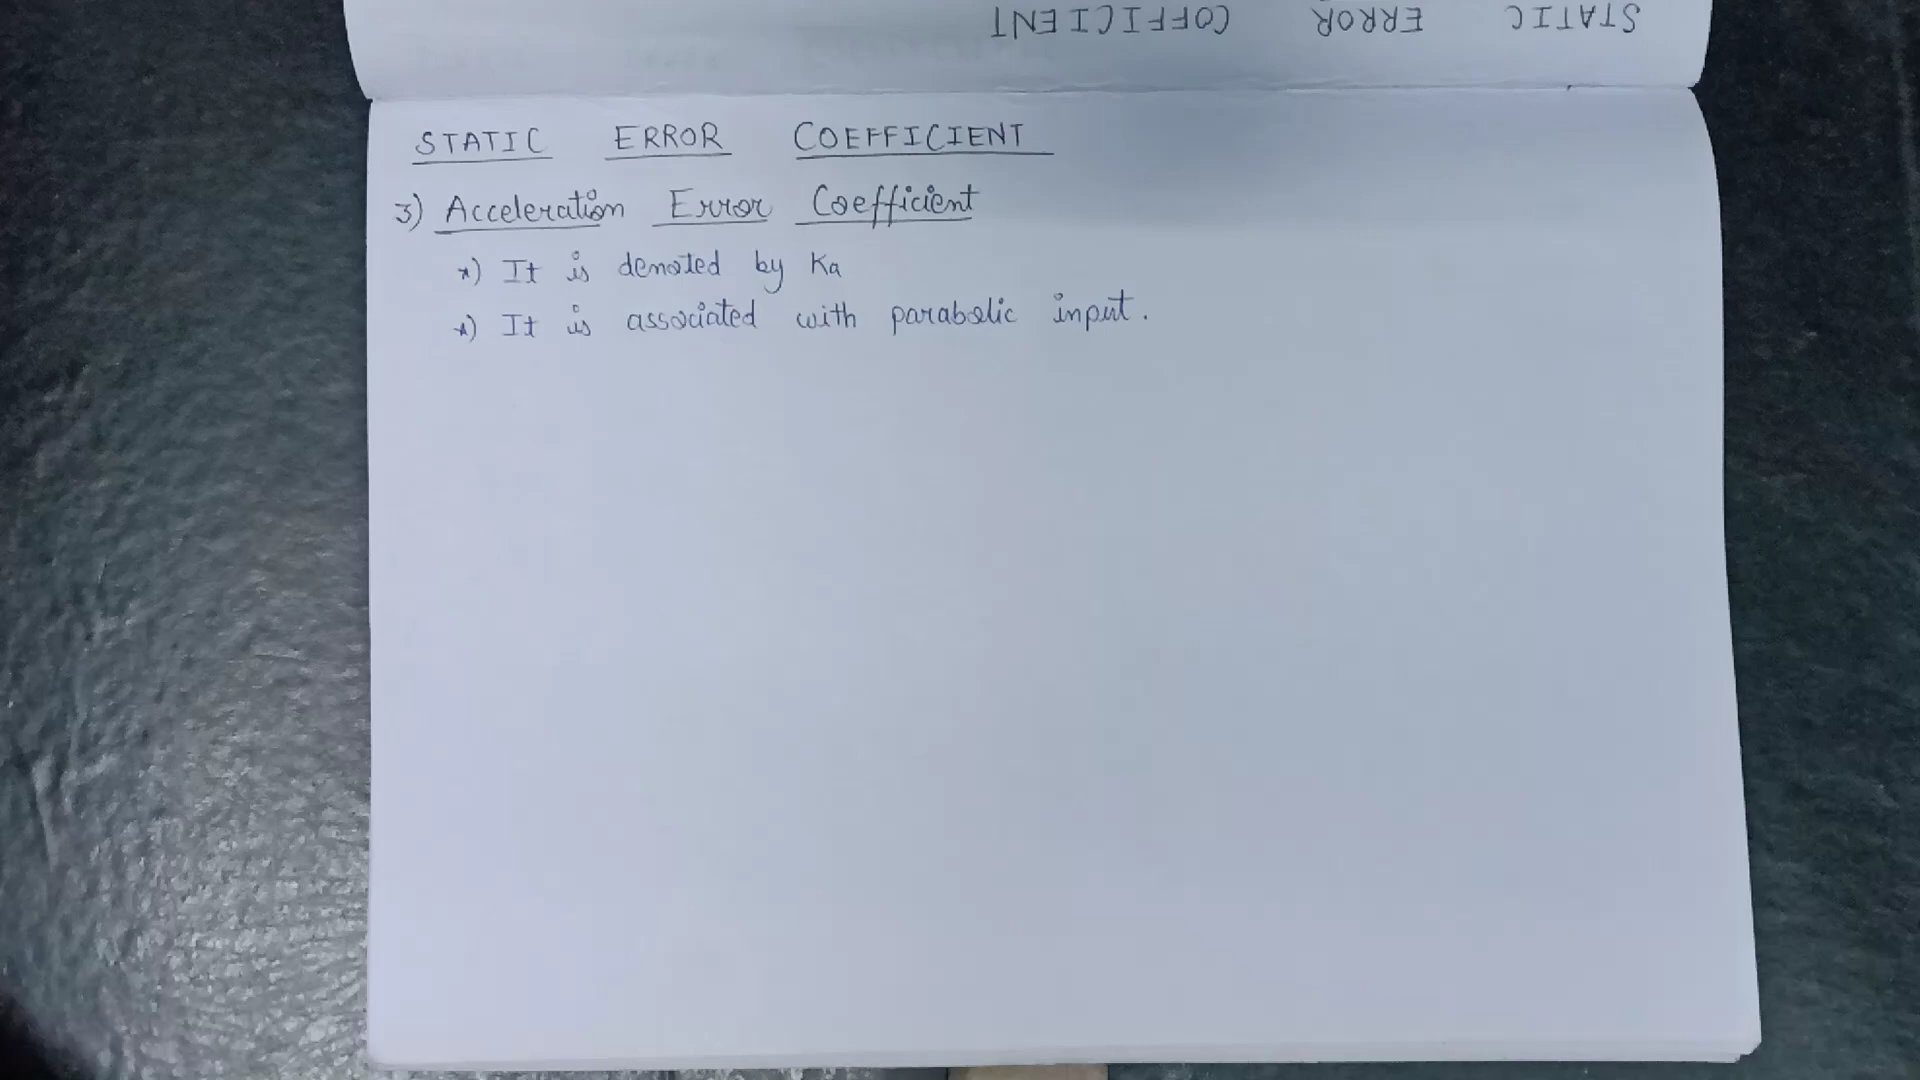 STATIC ERROR COFFICIENT
STATIC ERROR COEFFICIENT
3) Acceleration Error Coefficient
*) It is denoted by Ka
*) It is associated with parabolic input.